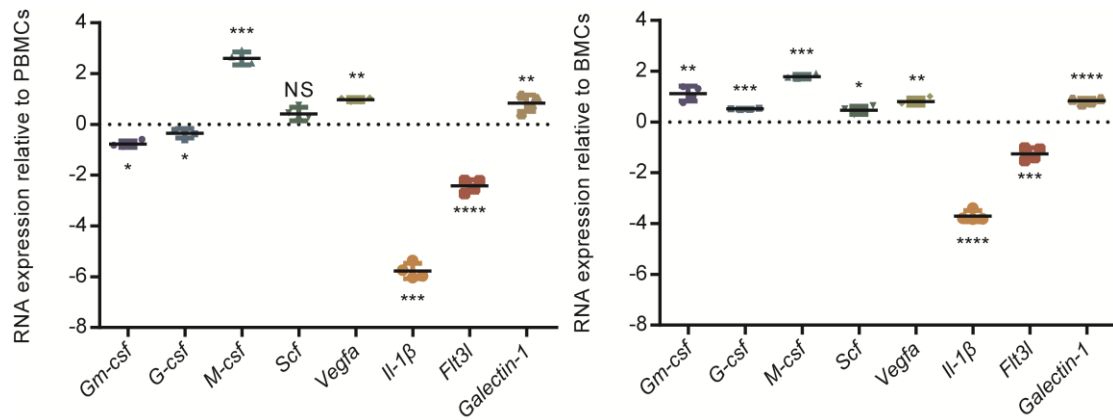 RNA expression relative to PBMCs
4
2
0
-2
-4
-6
-8
*
*
***
NS
**
***
****
**
Gm-csf
G-csf
M-csf
Scf
Vegfa
Il-1β
Flt3l
Galectin-1
RNA expression relative to BMCs
4
2
0
-2
-4
-6
-8
**
***
***
*
**
****
***
****
Gm-csf
G-csf
M-csf
Scf
Vegfa
Il-1β
Flt3l
Galectin-1